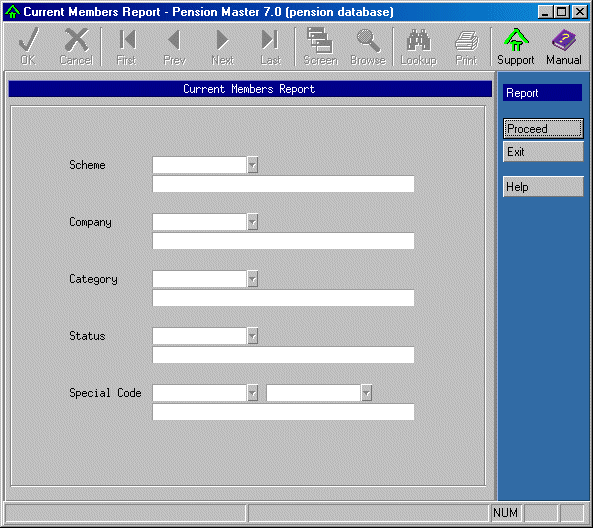 Current Members Report - Pension Master 7.0 (pension database)
OK Cancel First Prev Next Last Screen Browse Lookup Print Support Manual
Current Members Report
Report
Proceed
Exit
Help
Scheme
Company
Category
Status
Special Code
NUM